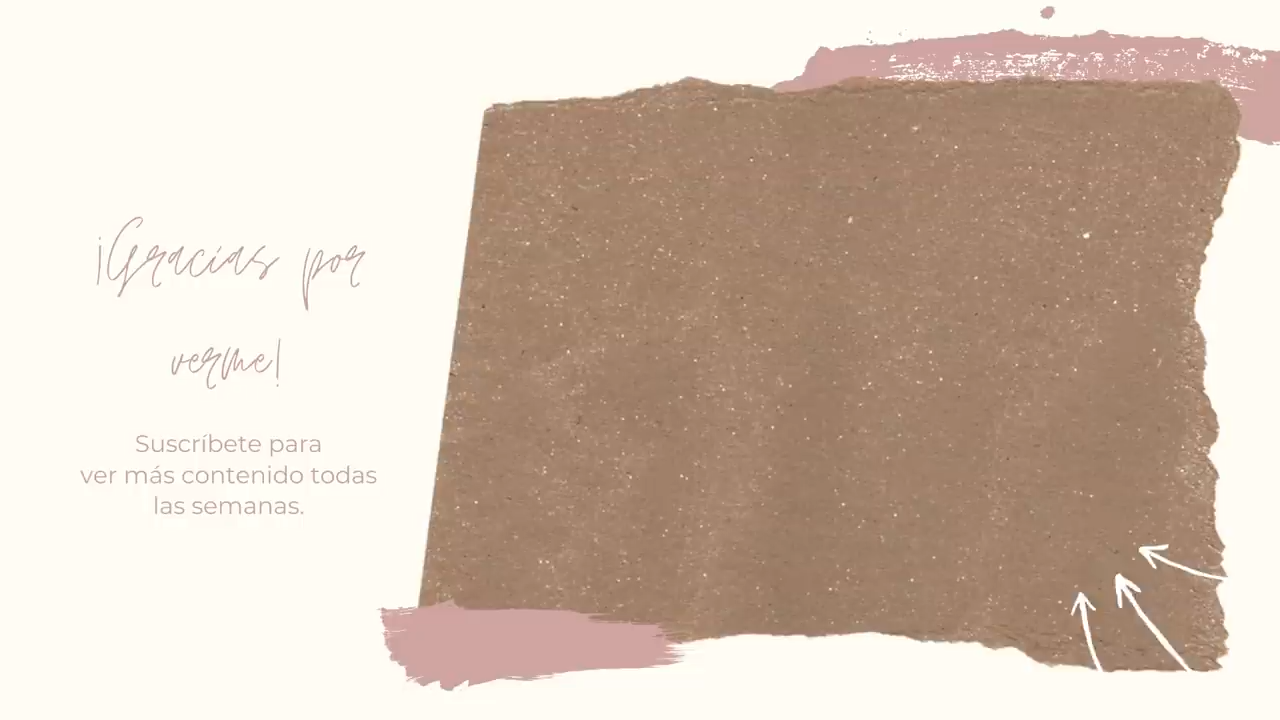 ¡Gracias por
verme!
Suscríbete para
ver más contenido todas
las semanas.